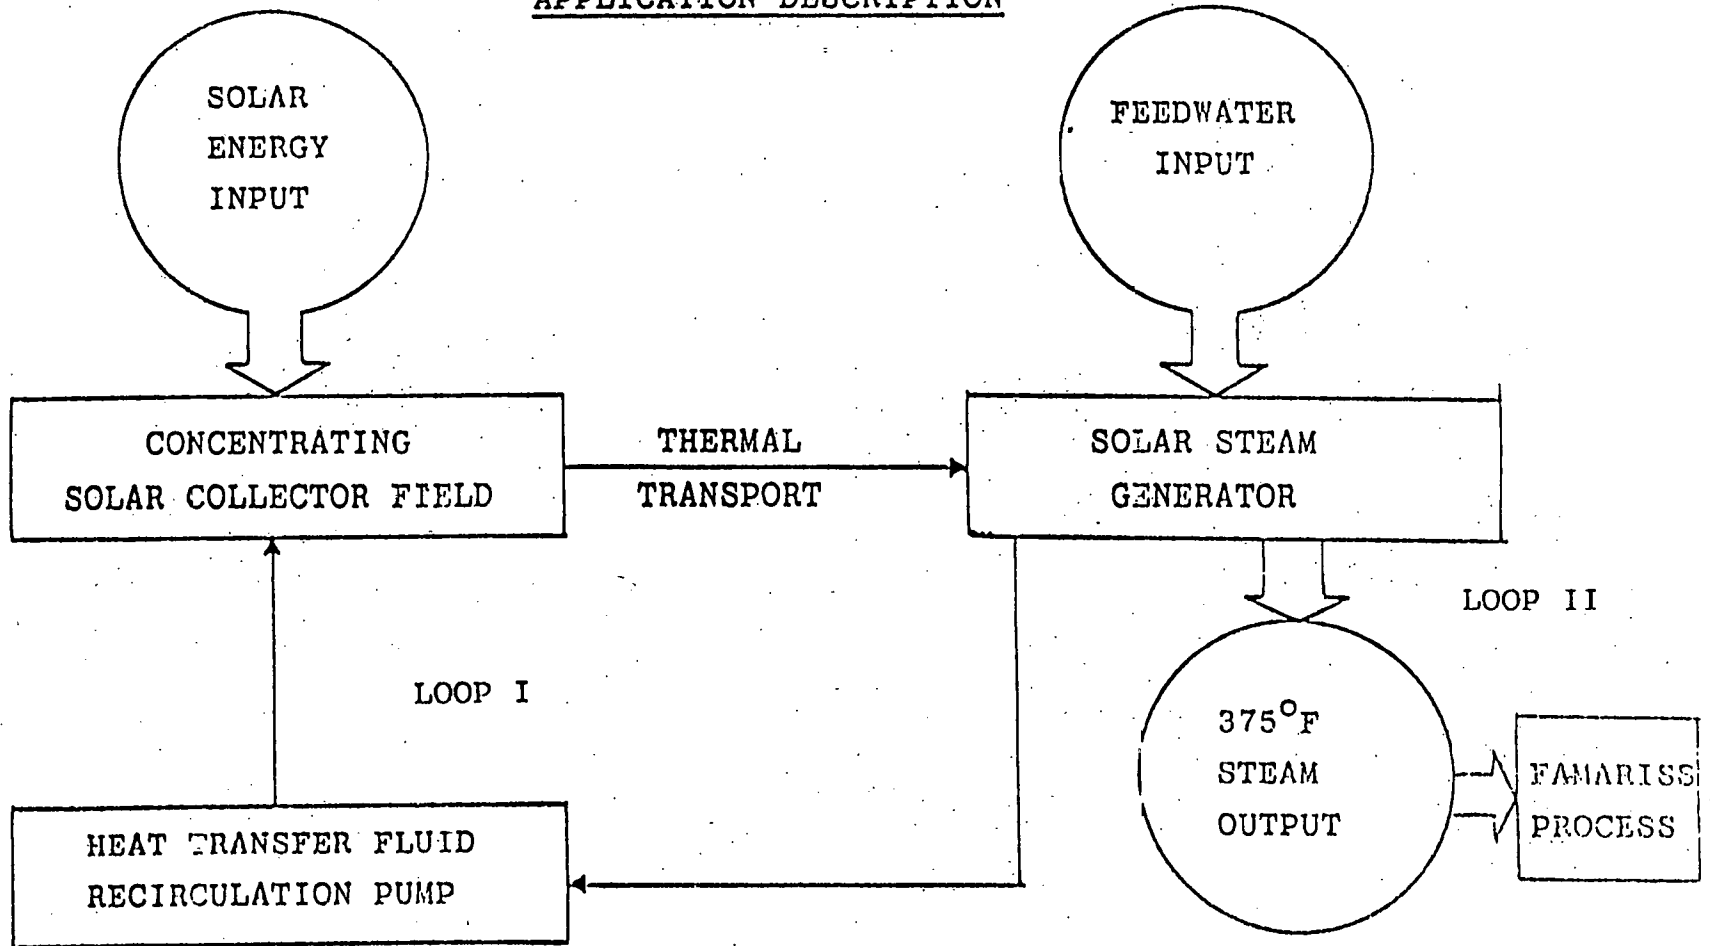 APPLICATION DESCRIPTION
SOLAR
ENERGY
INPUT
FEEDWATER
INPUT
CONCENTRATING
SOLAR COLLECTOR FIELD
THERMAL
TRANSPORT
SOLAR STEAM
GENERATOR
LOOP II
LOOP I
375°F
STEAM
OUTPUT
FAMARISS
PROCESS
HEAT TRANSFER FLUID
RECIRCULATION PUMP